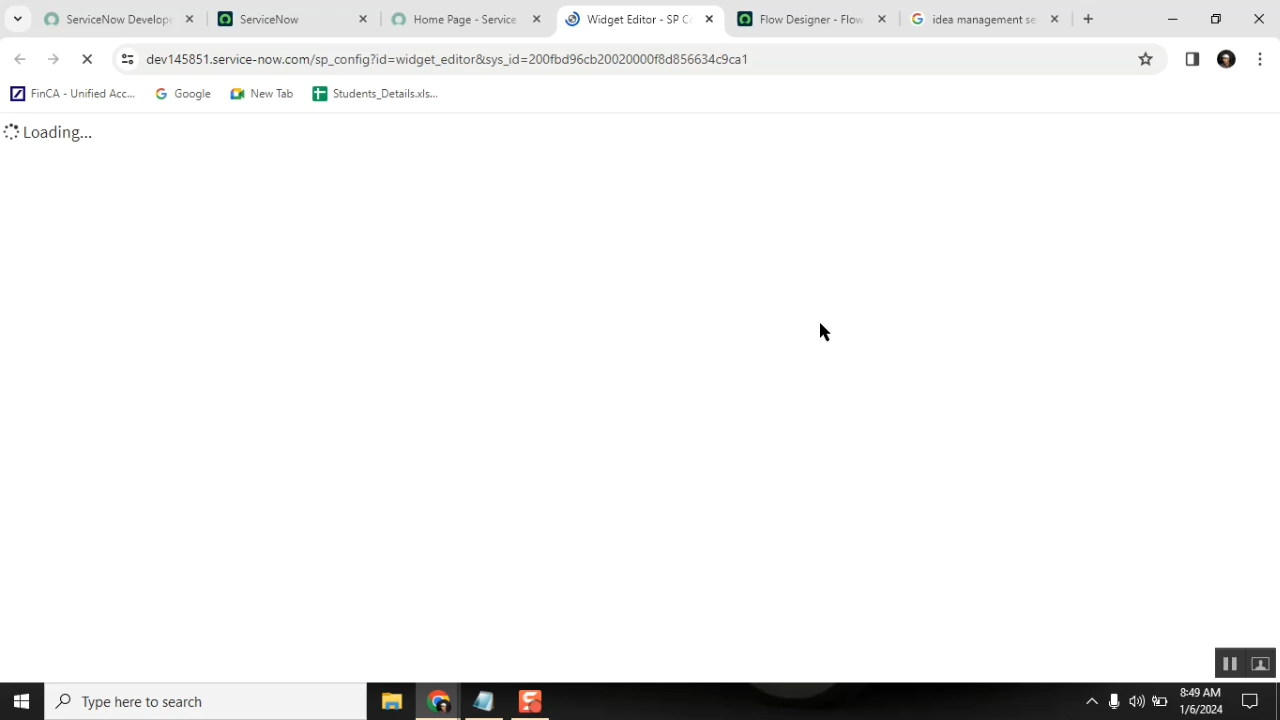 ServiceNow Develope
ServiceNow
Home Page - Service
Widget Editor - SP Co
Flow Designer - Flow
idea management se
dev145851.service-now.com/sp_config?id=widget_editor&sys_id=200fbd96cb20020000f8d856634c9ca1
FinCA - Unified Acc...
Google
New Tab
Students_Details.xls...
Loading...
Type here to search
8:49 AM
1/6/2024